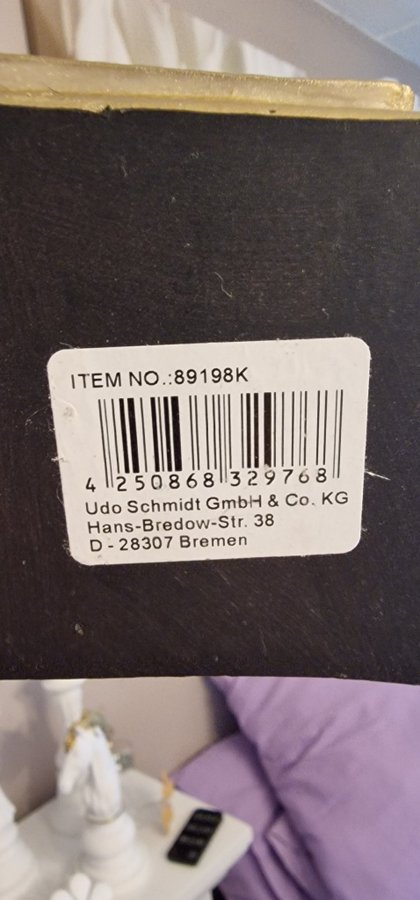 ITEM NO.:89198K
4 250868 329768
Udo Schmidt GmbH & Co. KG
Hans-Bredow-Str. 38
D - 28307 Bremen